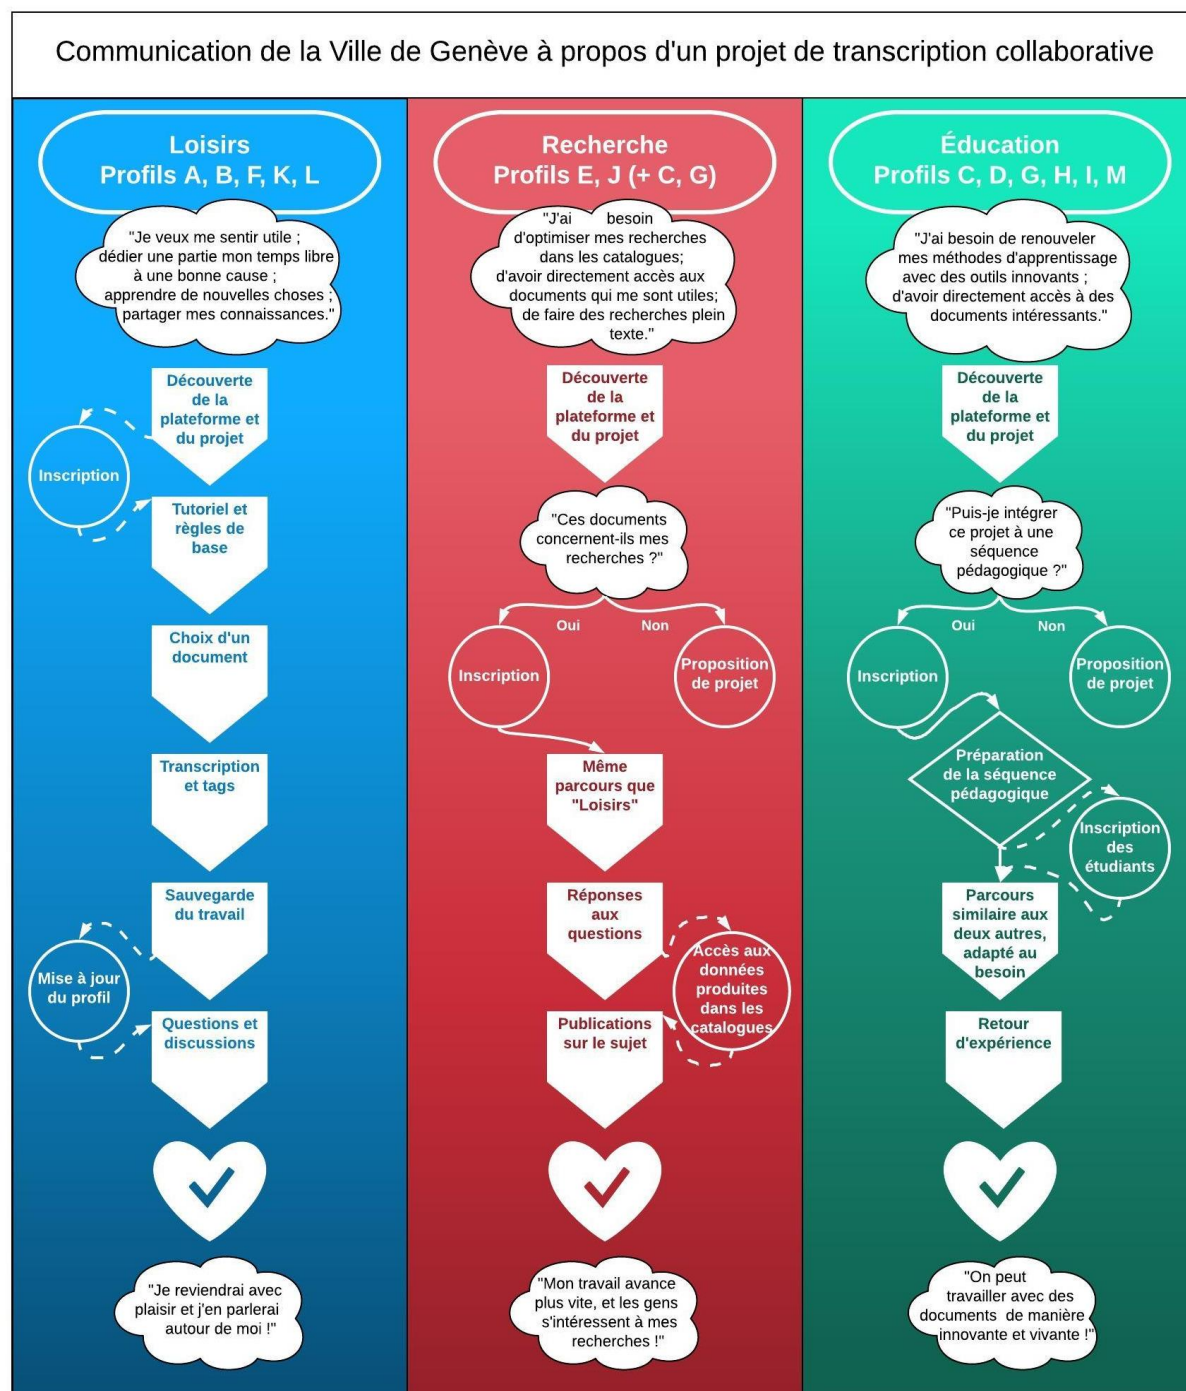 Communication de la Ville de Genève à propos d'un projet de transcription collaborative
Loisirs
Profils A, B, F, K, L
"Je veux me sentir utile ;
dédier une partie mon temps libre
à une bonne cause ;
apprendre de nouvelles choses ;
partager mes connaissances."
Découverte
de la
plateforme et
du projet
Inscription
Tutoriel et
règles de
base
Choix d'un
document
Transcription
et tags
Sauvegarde
du travail
Mise à jour
du profil
Questions et
discussions
"Je reviendrai avec
plaisir et j'en parlerai
autour de moi !"
Recherche
Profils E, J (+ C, G)
"J'ai besoin
d'optimiser mes recherches
dans les catalogues;
d'avoir directement accès aux
documents qui me sont utiles;
de faire des recherches plein
texte."
Découverte
de la
plateforme et
du projet
"Ces documents
concernent-ils mes
recherches ?"
Oui
Non
Inscription
Proposition
de projet
Même
parcours que
"Loisirs"
Réponses
aux
questions
Accès aux
données
produites
dans les
catalogues
Publications
sur le sujet
"Mon travail avance
plus vite, et les gens
s'intéressent à mes
recherches !"
Éducation
Profils C, D, G, H, I, M
"J'ai besoin de renouveler
mes méthodes d'apprentissage
avec des outils innovants ;
d'avoir directement accès à des
documents intéressants."
Découverte
de la
plateforme et
du projet
"Puis-je intégrer
ce projet à une
séquence
pédagogique ?"
Oui
Non
Inscription
Proposition
de projet
Préparation
de la séquence
pédagogique
Inscription
des
étudiants
Parcours
similaire aux
deux autres,
adapté au
besoin
Retour
d'expérience
"On peut
travailler avec des
documents de manière
innovante et vivante !"